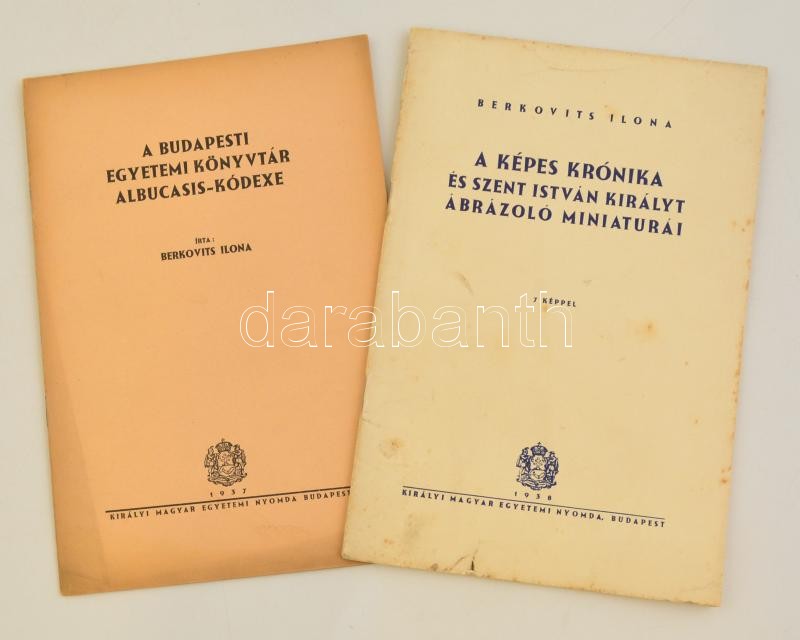 A BUDAPESTI
EGYETEMI KÖNYVTÁR
ALBUCASIS-KÓDEXE
ÍRTA:
BERKOVITS ILONA
1937
KIRÁLYI MAGYAR EGYETEMI NYOMDA BUDAPEST
BERKOVITS ILONA
A KÉPES KRÓNIKA
ÉS SZENT ISTVÁN KIRÁLYT
ÁBRÁZOLÓ MINIATURÁI
7 KÉPPEL
1938
KIRÁLYI MAGYAR EGYETEMI NYOMDA, BUDAPEST
darabanth